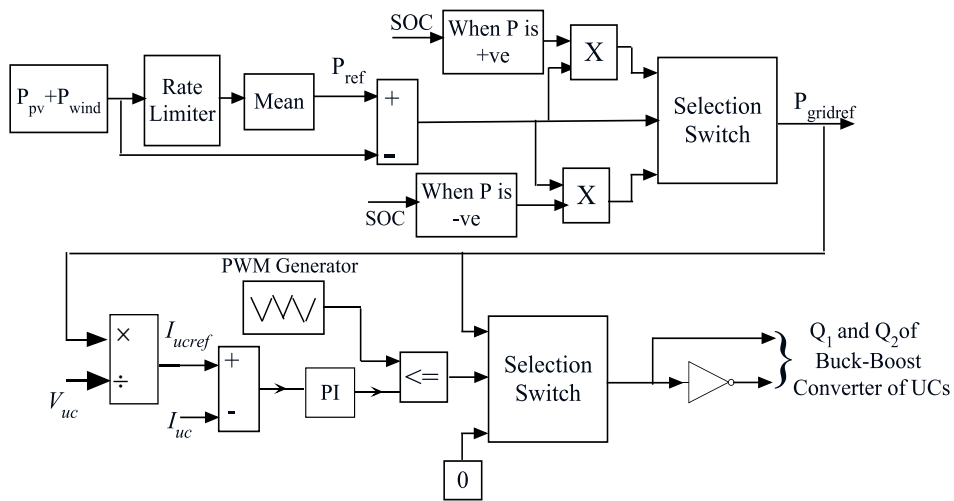 SOC
When P is
+ve
X
P_pv+P_wind
Rate
Limiter
Mean
P_ref
+
-
Selection
Switch
P_gridref
SOC
When P is
-ve
X
PWM Generator
×
÷
I_ucref
V_uc
+
-
I_uc
PI
<=
Selection
Switch
0
Q_1 and Q_2 of
Buck-Boost
Converter of UCs